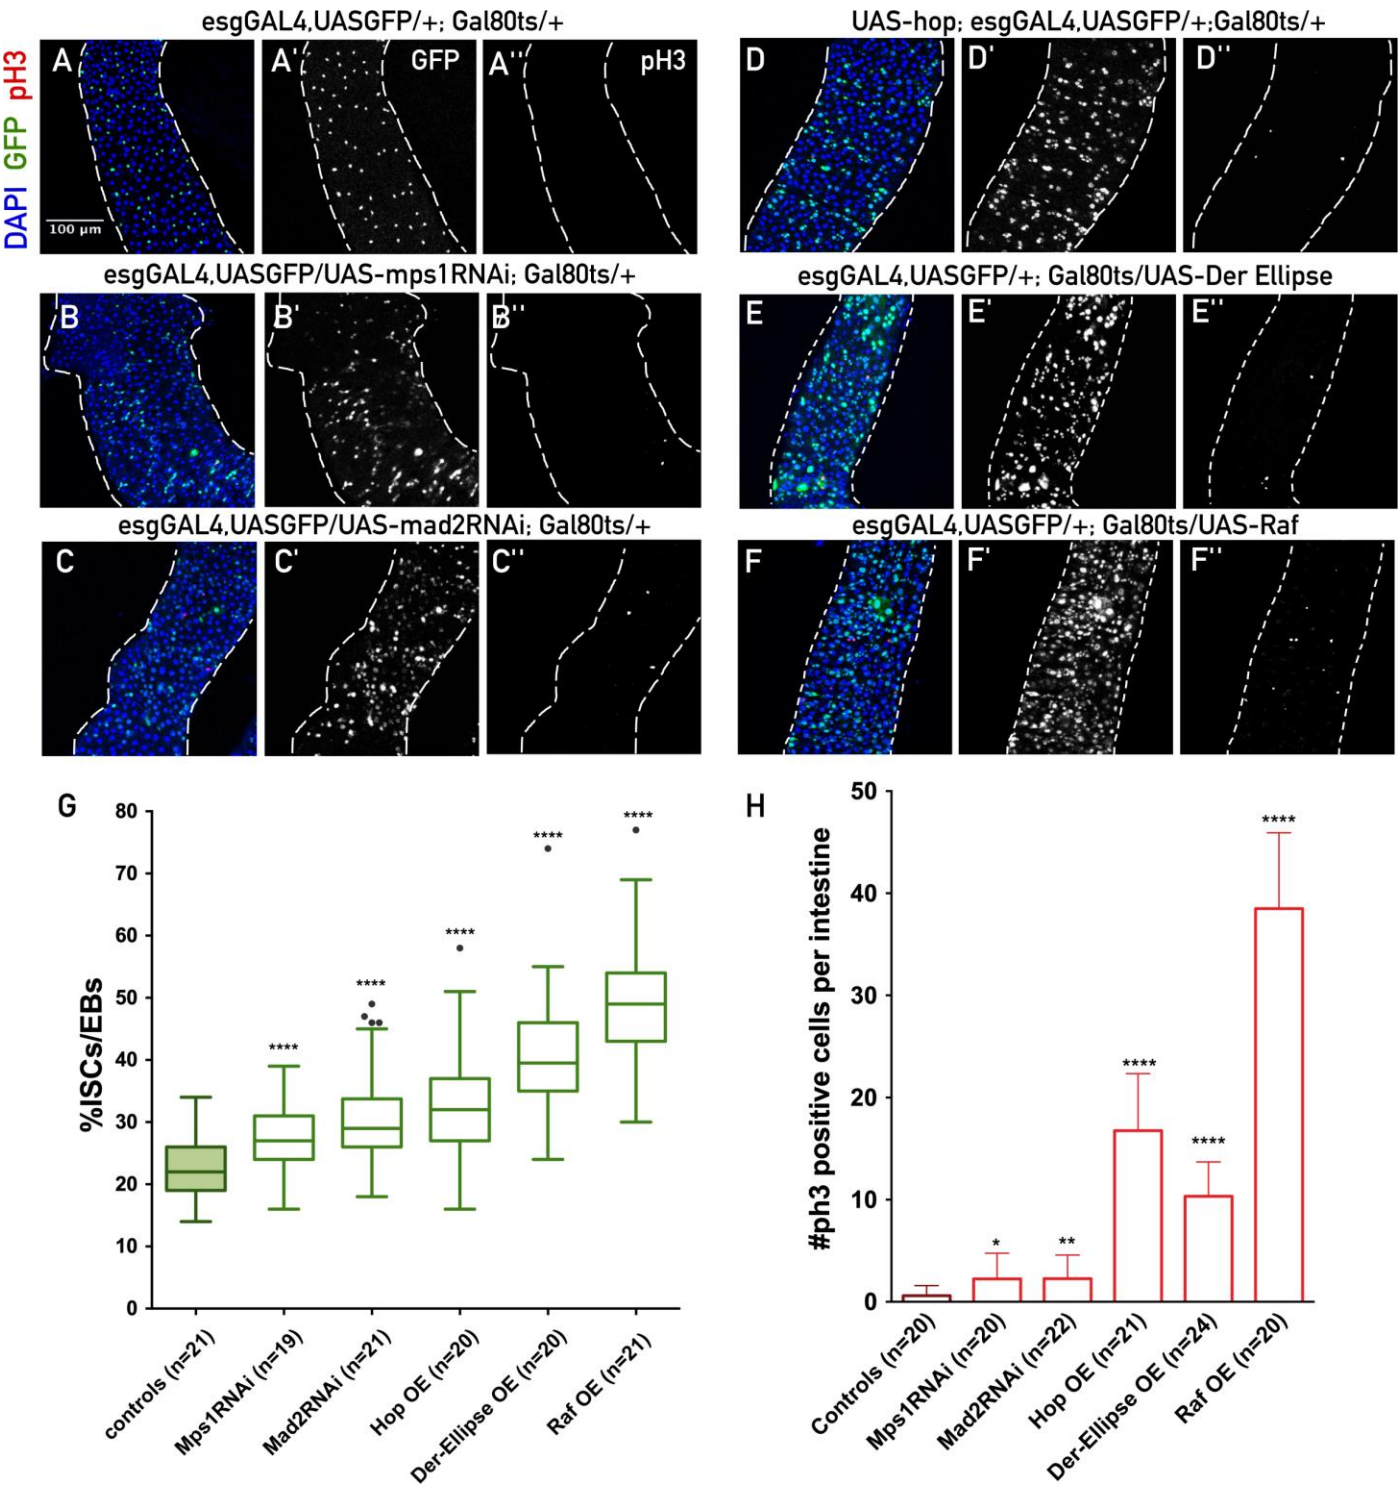 esgGAL4,UASGFP/+; Gal80ts/+
UAS-hop; esgGAL4,UASGFP/+;Gal80ts/+
DAPI GFP pH3
A
A' GFP
A'' pH3
100 µm
D
D'
D''
esgGAL4,UASGFP/UAS-mps1RNAi; Gal80ts/+
esgGAL4,UASGFP/+; Gal80ts/UAS-Der Ellipse
B
B'
B''
E
E'
E''
esgGAL4,UASGFP/UAS-mad2RNAi; Gal80ts/+
esgGAL4,UASGFP/+; Gal80ts/UAS-Raf
C
C'
C''
F
F'
F''
G
%ISCs/EBs
80
70
60
50
40
30
20
10
0
****
****
****
****
****
controls (n=21)
Mps1RNAi (n=19)
Mad2RNAi (n=21)
Hop OE (n=20)
Der-Ellipse OE (n=20)
Raf OE (n=21)
H
#ph3 positive cells per intestine
50
40
30
20
10
0
*
**
****
****
****
Controls (n=20)
Mps1RNAi (n=20)
Mad2RNAi (n=22)
Hop OE (n=21)
Der-Ellipse OE (n=24)
Raf OE (n=20)